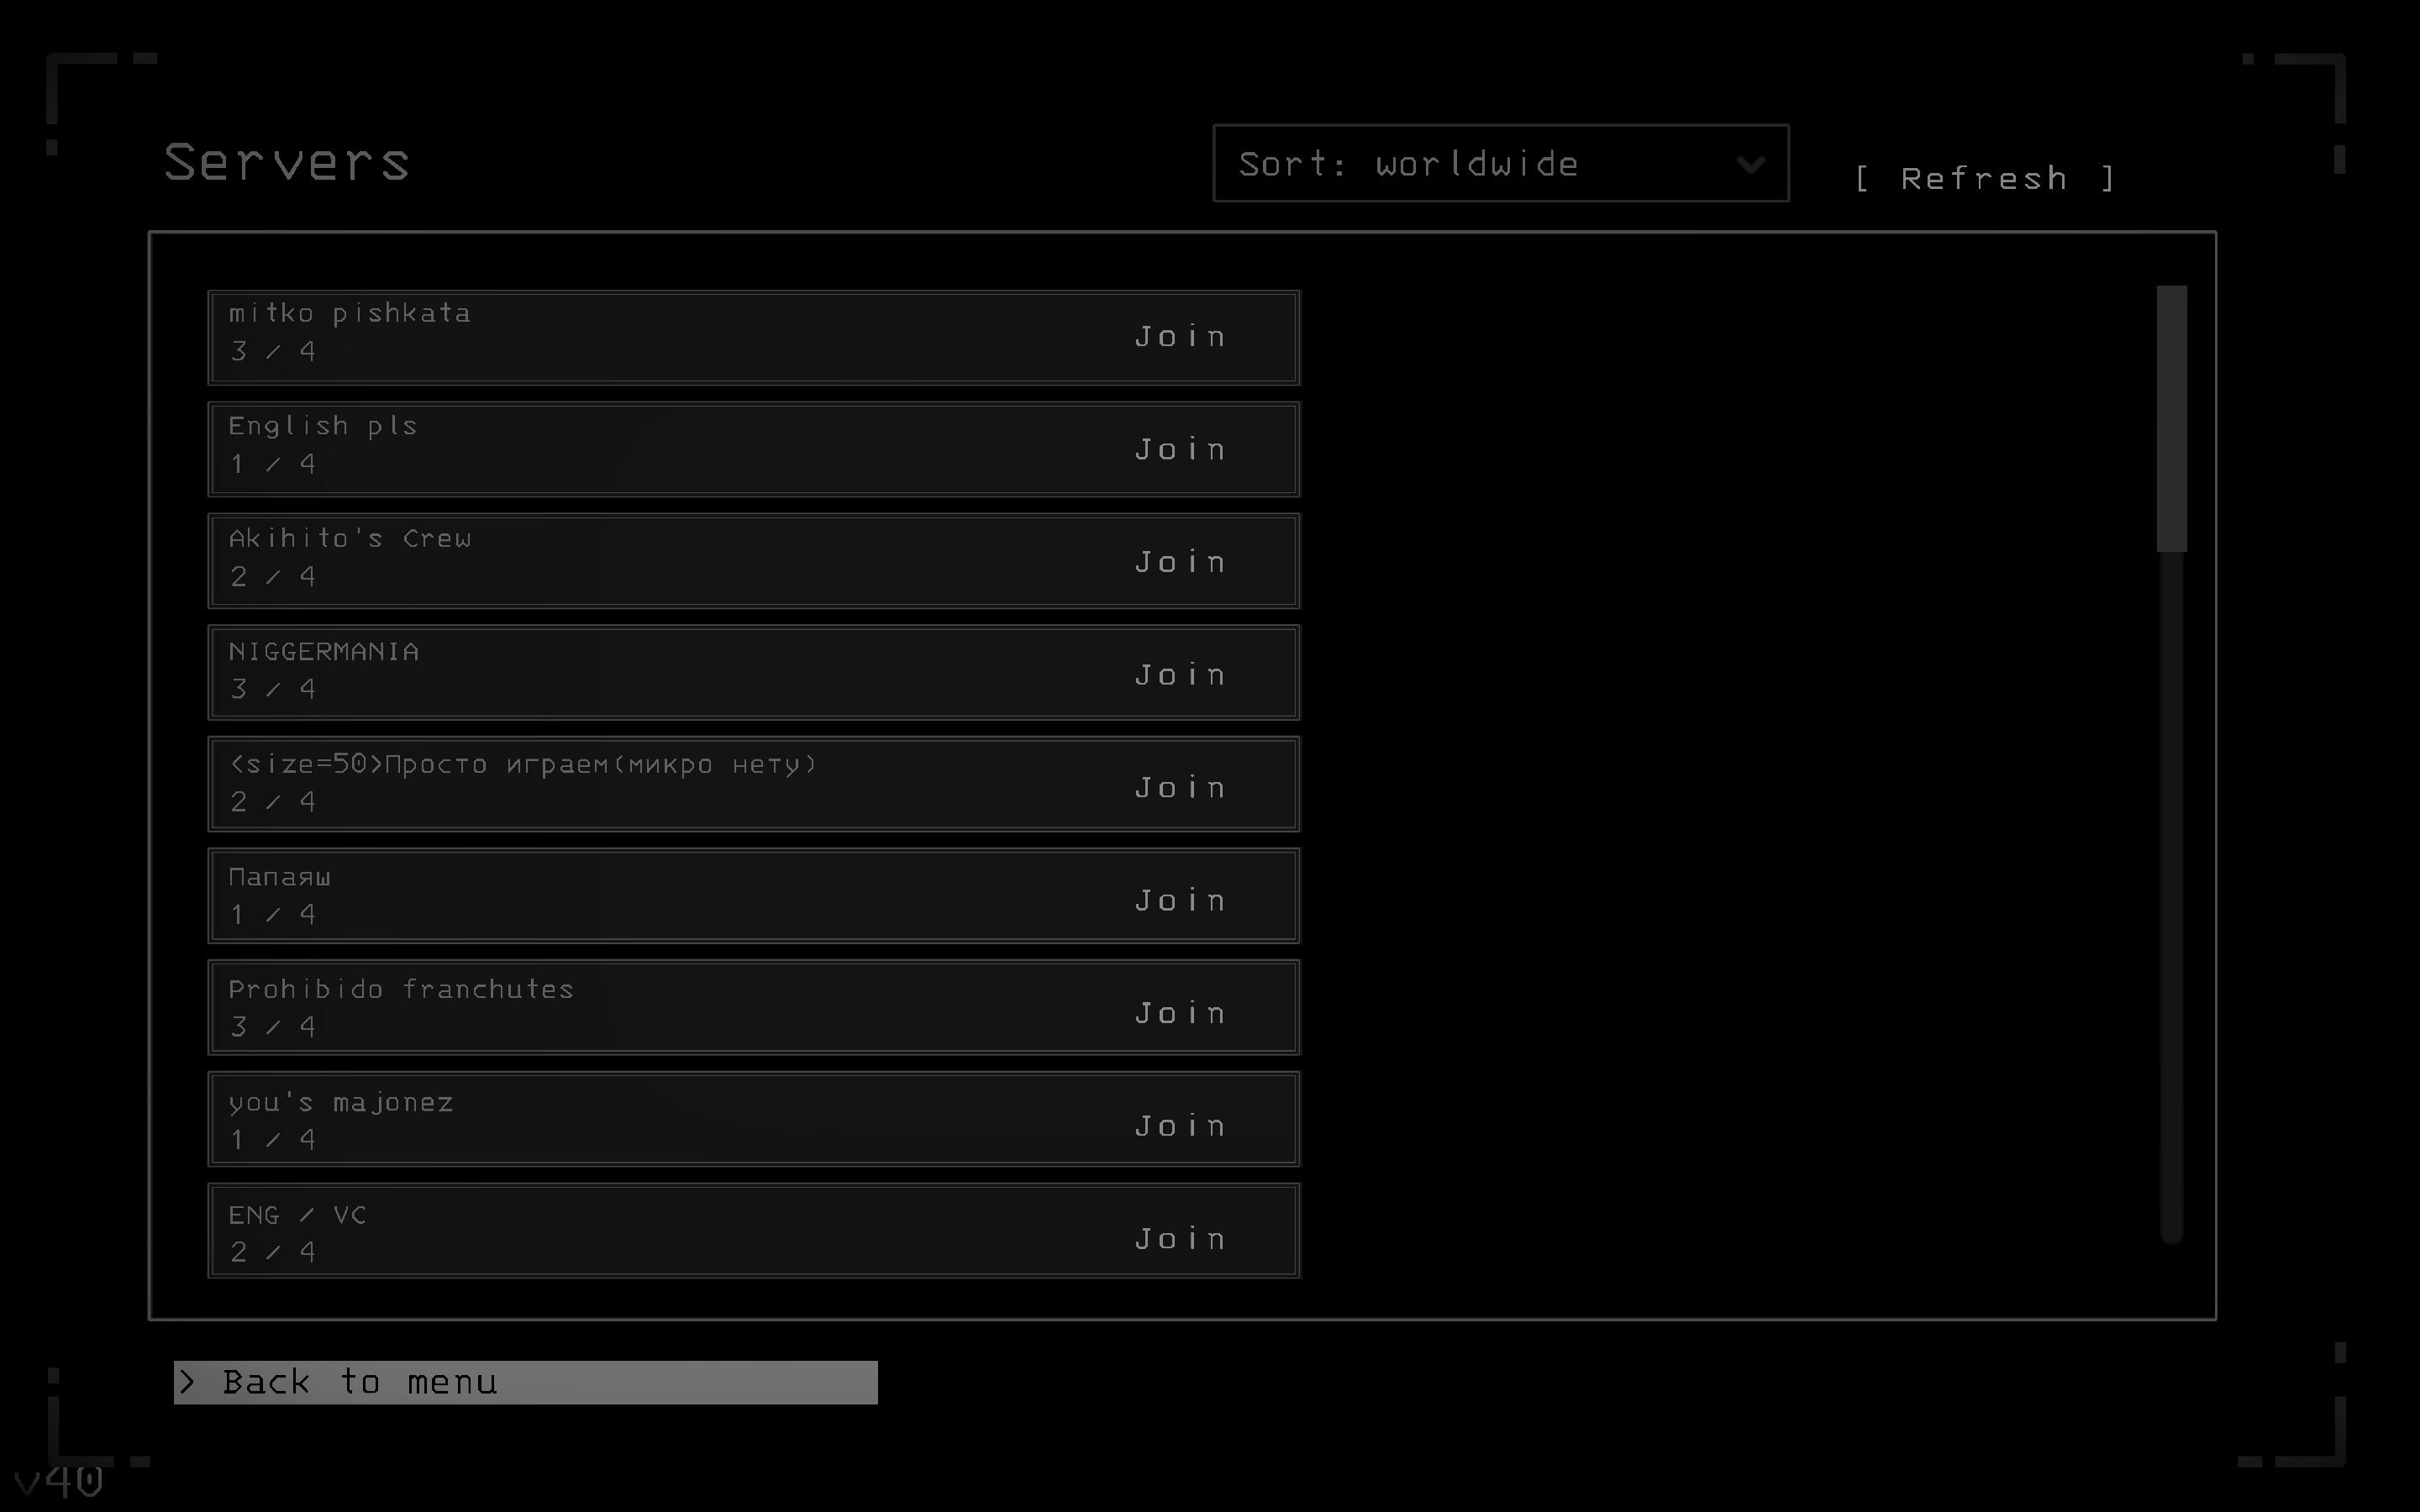 Servers
Sort: worldwide
[ Refresh ]
mitko pishkata
3 / 4
Join
English pls
1 / 4
Join
Akihito's Crew
2 / 4
Join
NIGGERMANIA
3 / 4
Join
<size=50>Просто играем(микро нету)
2 / 4
Join
Папаяш
1 / 4
Join
Prohibido franchutes
3 / 4
Join
you's majonez
1 / 4
Join
ENG / VC
2 / 4
Join
> Back to menu
v40